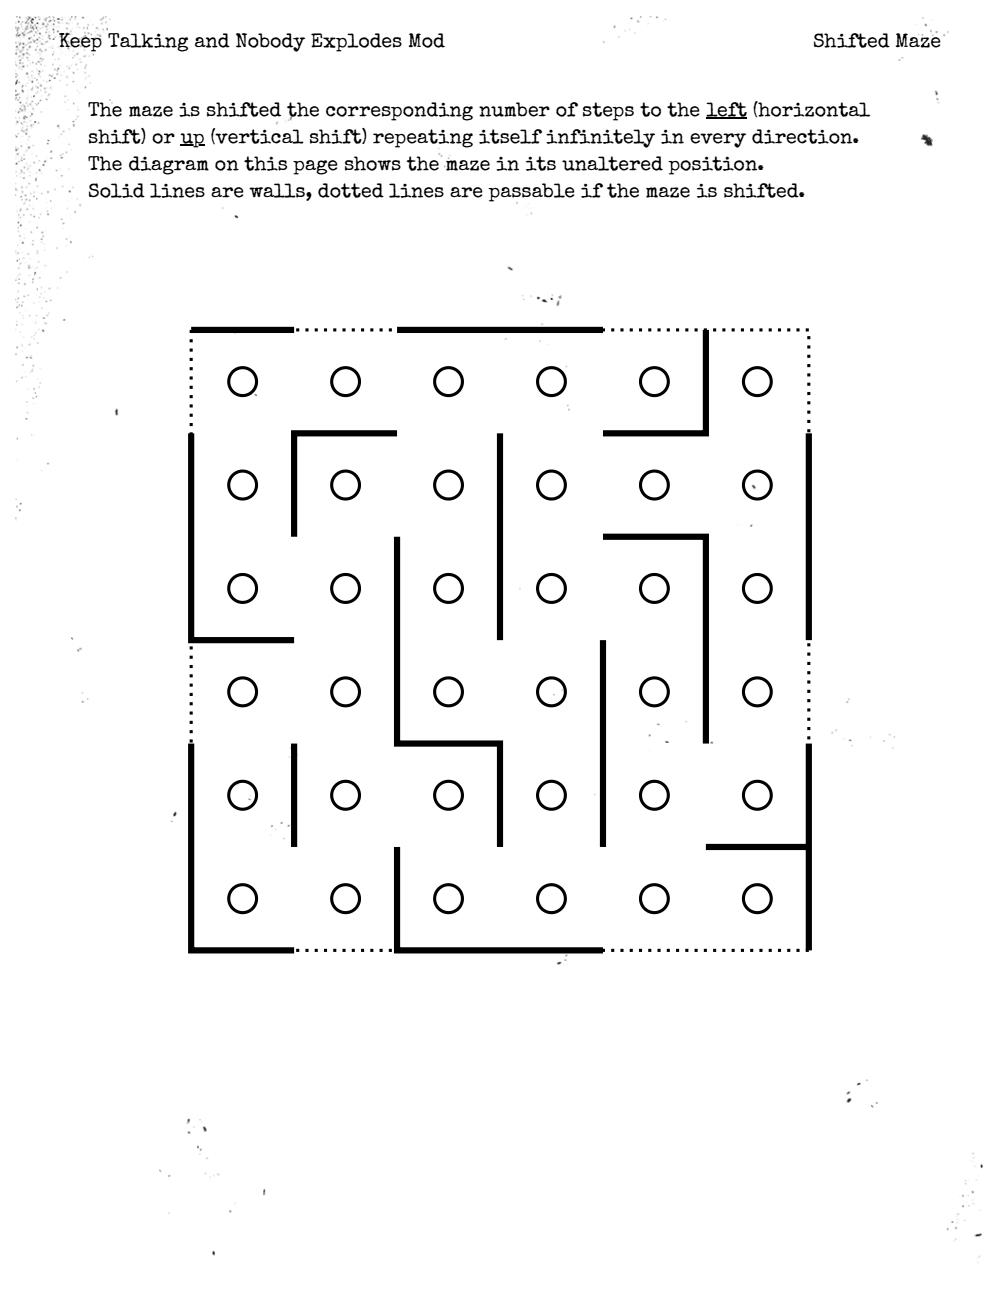 Keep Talking and Nobody Explodes Mod
Shifted Maze
The maze is shifted the corresponding number of steps to the left (horizontal
shift) or up (vertical shift) repeating itself infinitely in every direction.
The diagram on this page shows the maze in its unaltered position.
Solid lines are walls, dotted lines are passable if the maze is shifted.